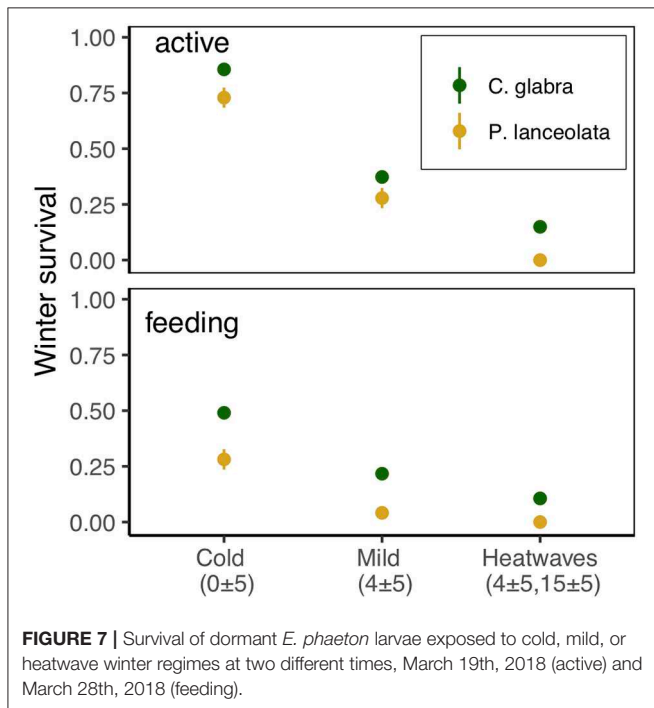 1.00
active
C. glabra
P. lanceolata
0.75
0.50
0.25
0.00
Winter survival
1.00
feeding
0.75
0.50
0.25
0.00
Cold
(0±5)
Mild
(4±5)
Heatwaves
(4±5,15±5)
FIGURE 7 | Survival of dormant E. phaeton larvae exposed to cold, mild, or
heatwave winter regimes at two different times, March 19th, 2018 (active) and
March 28th, 2018 (feeding).